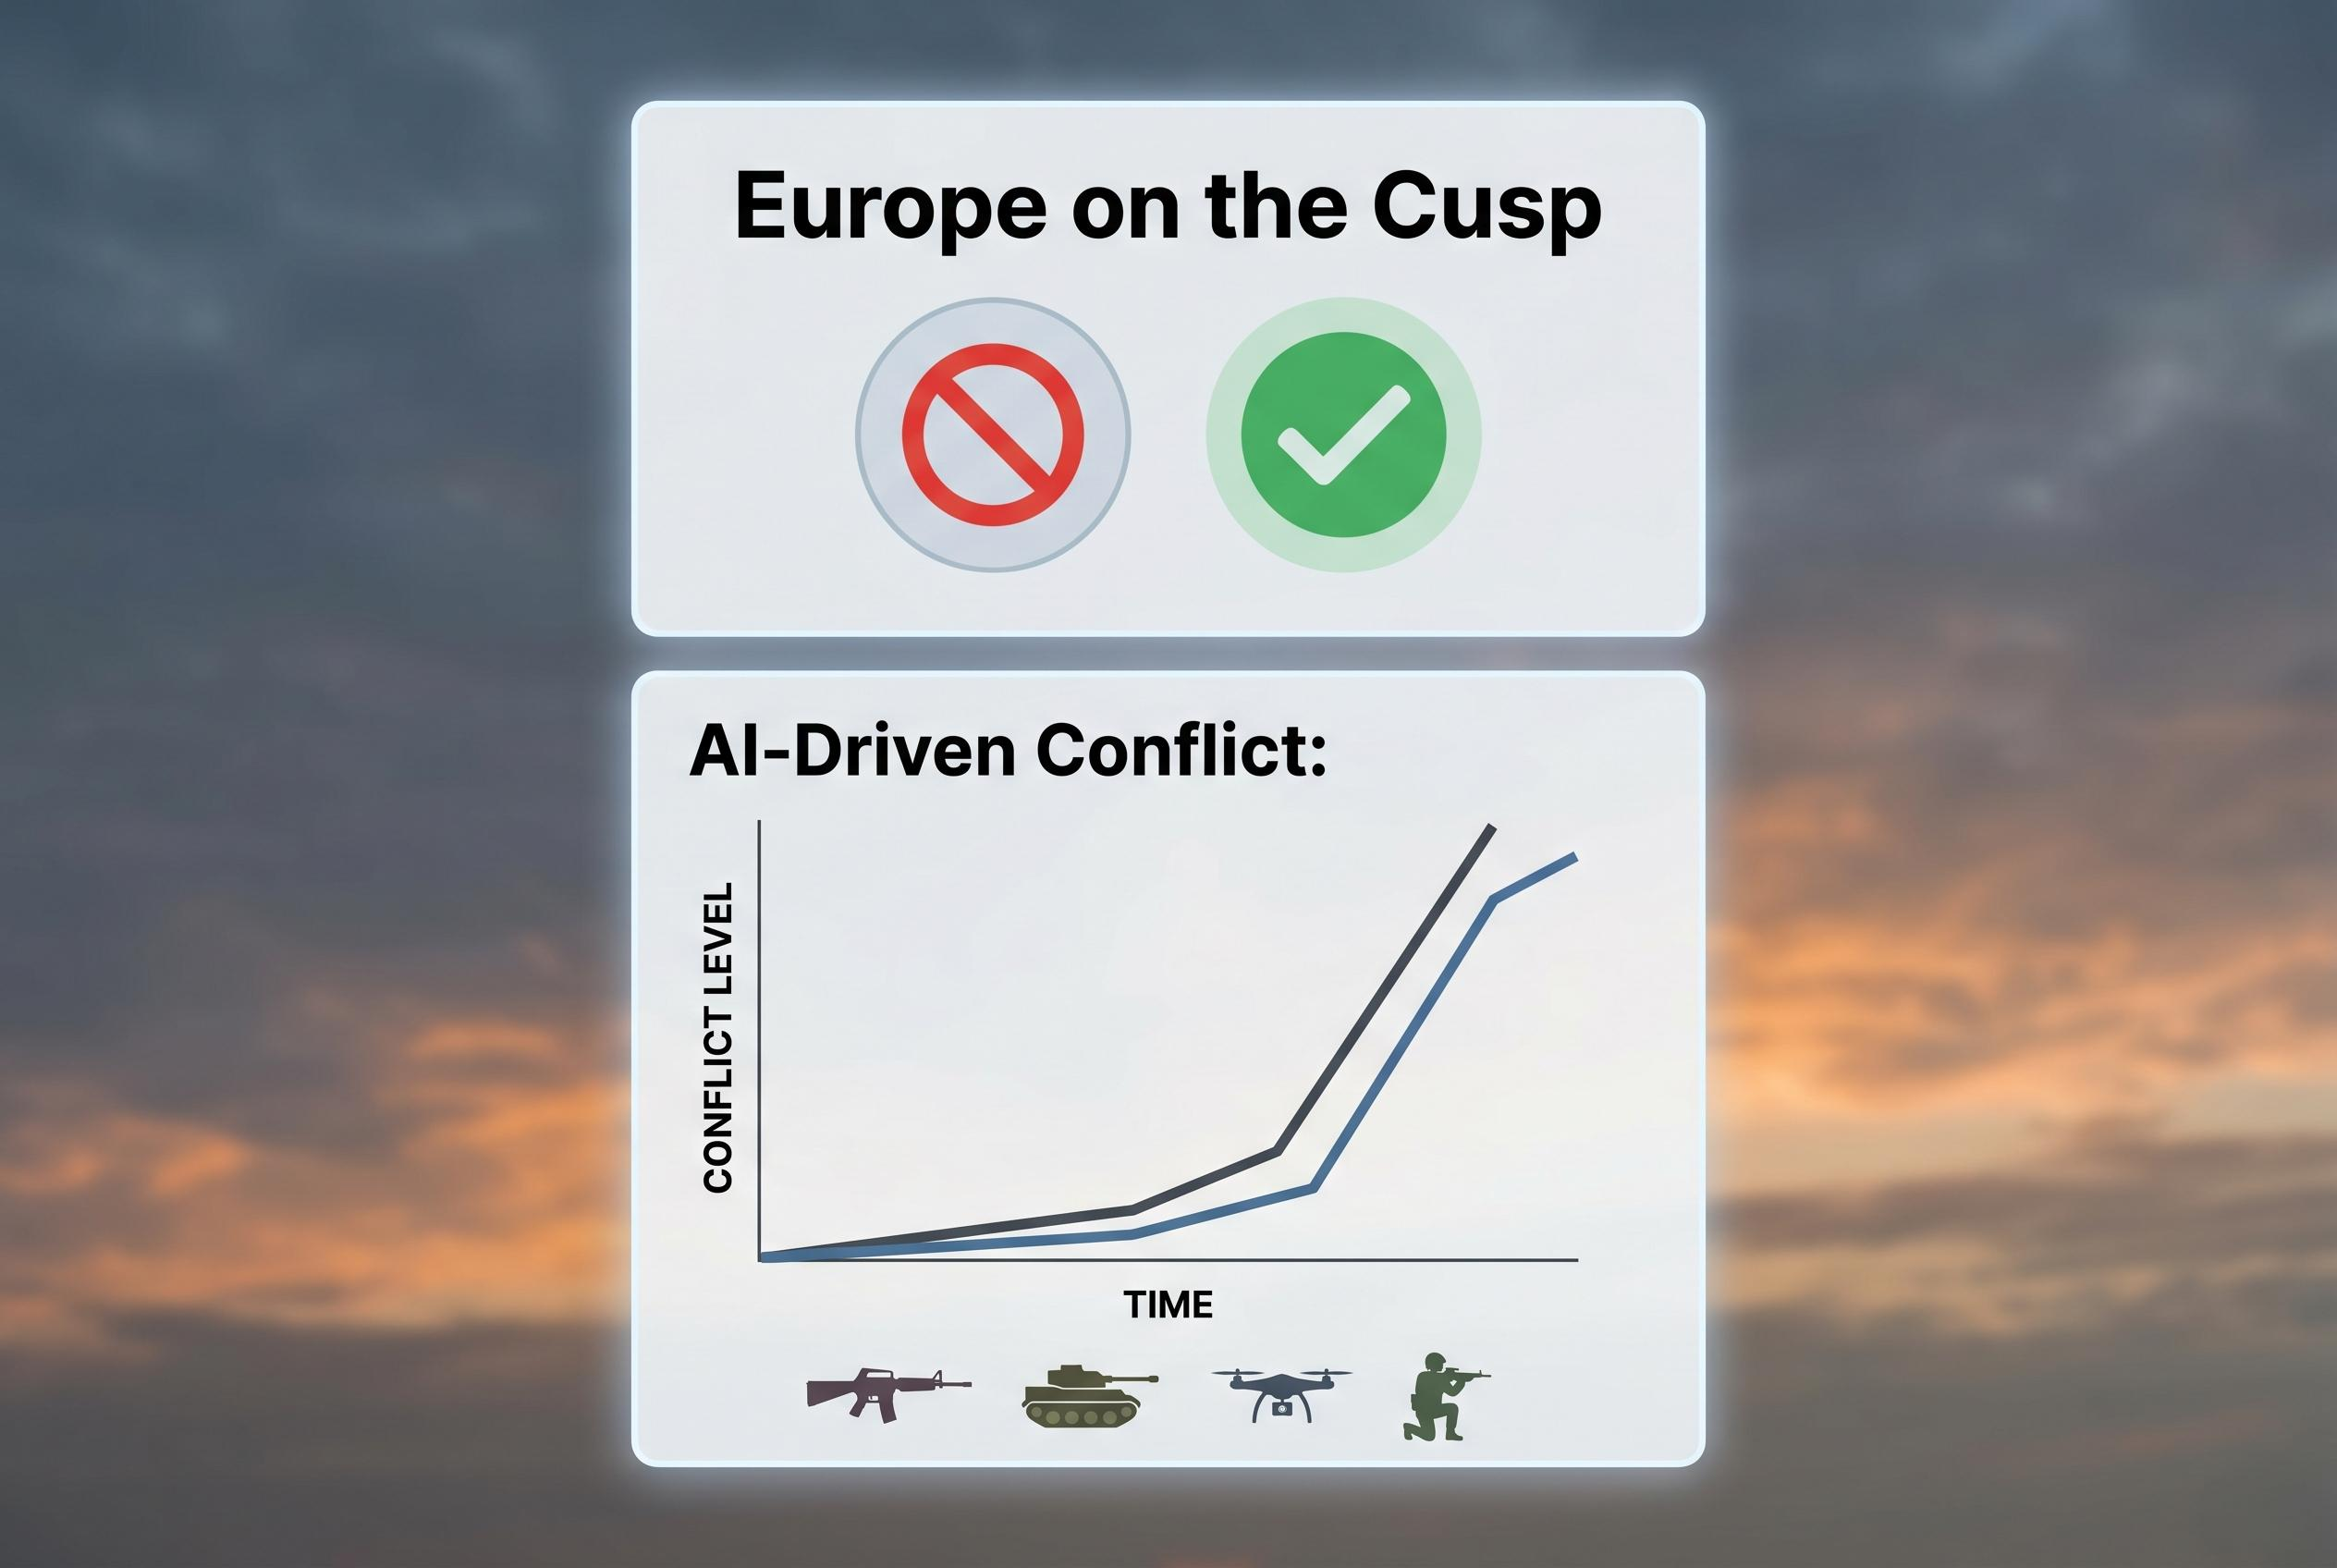 Europe on the Cusp
AI-Driven Conflict:
CONFLICT LEVEL
TIME